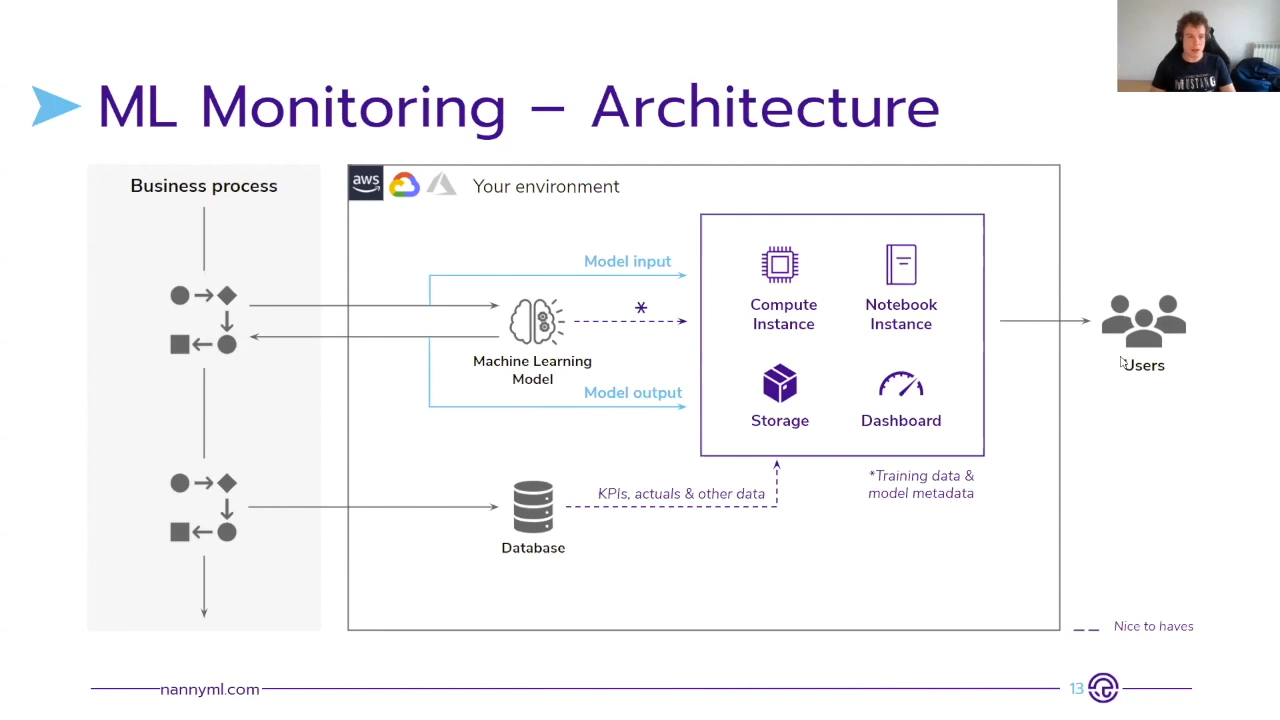 MUSTANG
ML Monitoring – Architecture
Business process
aws
Your environment
Model input
*
Compute
Instance
Notebook
Instance
Machine Learning
Model
Model output
Storage
Dashboard
Users
*Training data &
model metadata
KPIs, actuals & other data
Database
Nice to haves
nannyml.com
13